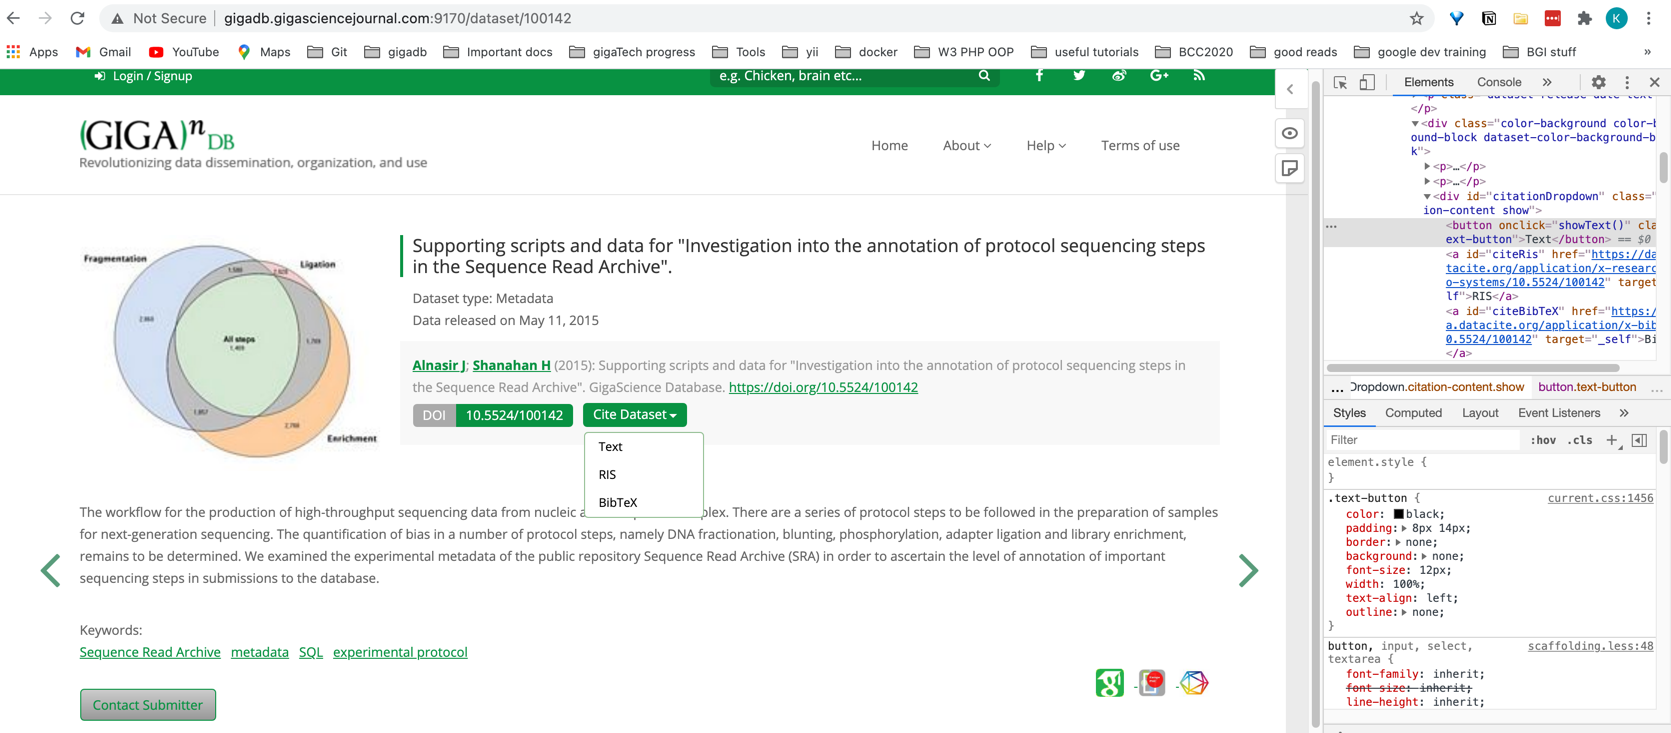 Not Secure
gigadb.gigasciencejournal.com:9170/dataset/100142
K
Apps
Gmail
YouTube
Maps
Git
gigadb
Important docs
gigaTech progress
Tools
yii
docker
W3 PHP OOP
useful tutorials
BCC2020
good reads
google dev training
BGI stuff
»
Login / Signup
e.g. Chicken, brain etc...
(GIGA)n DB
Revolutionizing data dissemination, organization, and use
Home
About
Help
Terms of use
Fragmentation
Ligation
All steps
Enrichment
Supporting scripts and data for "Investigation into the annotation of protocol sequencing steps
in the Sequence Read Archive".
Dataset type: Metadata
Data released on May 11, 2015
Alnasir J; Shanahan H (2015): Supporting scripts and data for "Investigation into the annotation of protocol sequencing steps in
the Sequence Read Archive". GigaScience Database. https://doi.org/10.5524/100142
DOI 10.5524/100142
Cite Dataset
Text
RIS
BibTeX
The workflow for the production of high-throughput sequencing data from nucleic a plex. There are a series of protocol steps to be followed in the preparation of samples
for next-generation sequencing. The quantification of bias in a number of protocol steps, namely DNA fractionation, blunting, phosphorylation, adapter ligation and library enrichment,
remains to be determined. We examined the experimental metadata of the public repository Sequence Read Archive (SRA) in order to ascertain the level of annotation of important
sequencing steps in submissions to the database.
Keywords:
Sequence Read Archive metadata SQL experimental protocol
Contact Submitter
Elements
Console
»
</p>
<div class="color-background color-b
ound-block dataset-color-background-b
k">
<p>…</p>
<p>…</p>
<div id="citationDropdown" class="
ion-content show">
<button onclick="showText()" cla
ext-button">Text</button> == $0
<a id="citeRis" href="https://da
tacite.org/application/x-researc
o-systems/10.5524/100142" target
lf">RIS</a>
<a id="citeBibTeX" href="https:/
a.datacite.org/application/x-bib
0.5524/100142" target="_self">Bi
</a>
... Dropdown.citation-content.show button.text-button ...
Styles
Computed
Layout
Event Listeners
»
Filter
:hov .cls +
element.style {
}
.text-button { current.css:1456
color: black;
padding: 8px 14px;
border: none;
background: none;
font-size: 12px;
width: 100%;
text-align: left;
outline: none;
}
button, input, select, scaffolding.less:48
textarea {
font-family: inherit;
font-size: inherit;
line-height: inherit;